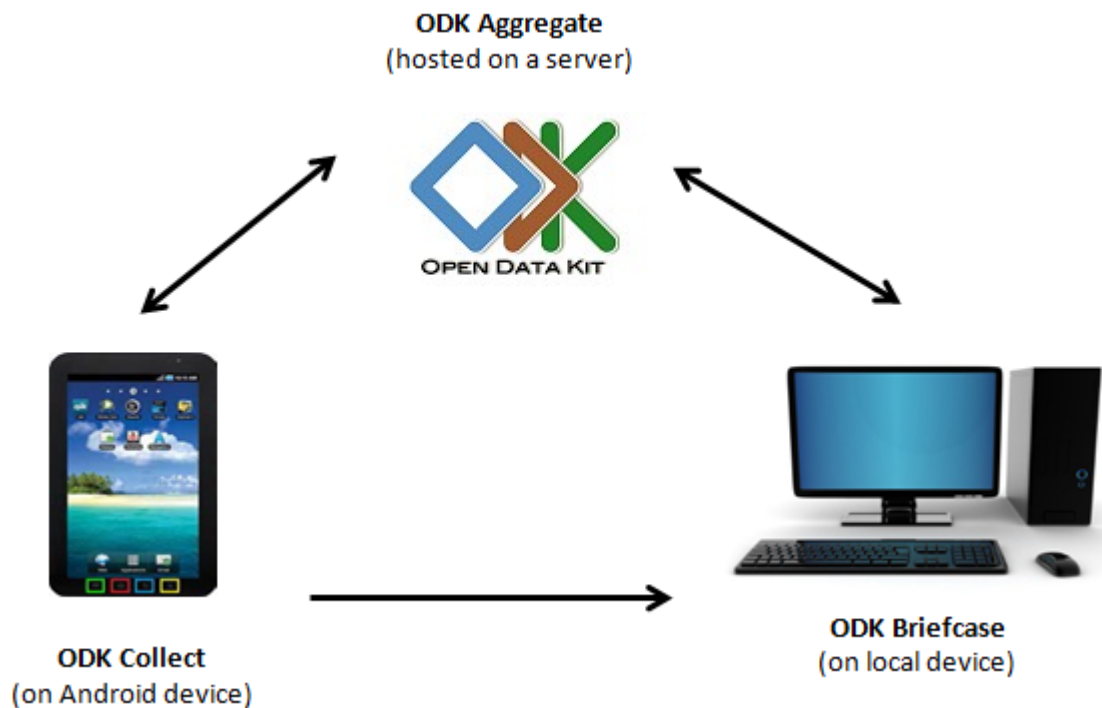 ODK Aggregate
(hosted on a server)
OPEN DATA KIT
ODK Collect
(on Android device)
ODK Briefcase
(on local device)